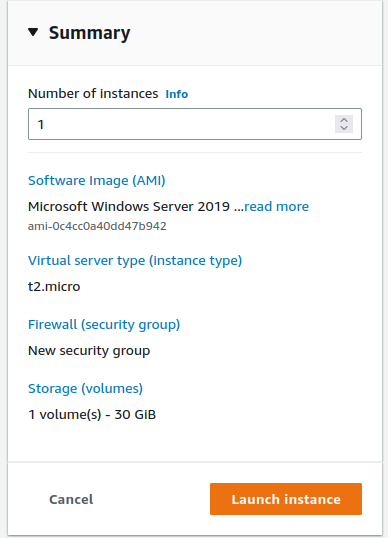 Summary
Number of instances Info
1
Software Image (AMI)
Microsoft Windows Server 2019 ...read more
ami-0c4cc0a40dd47b942
Virtual server type (instance type)
t2.micro
Firewall (security group)
New security group
Storage (volumes)
1 volume(s) - 30 GiB
Cancel Launch instance